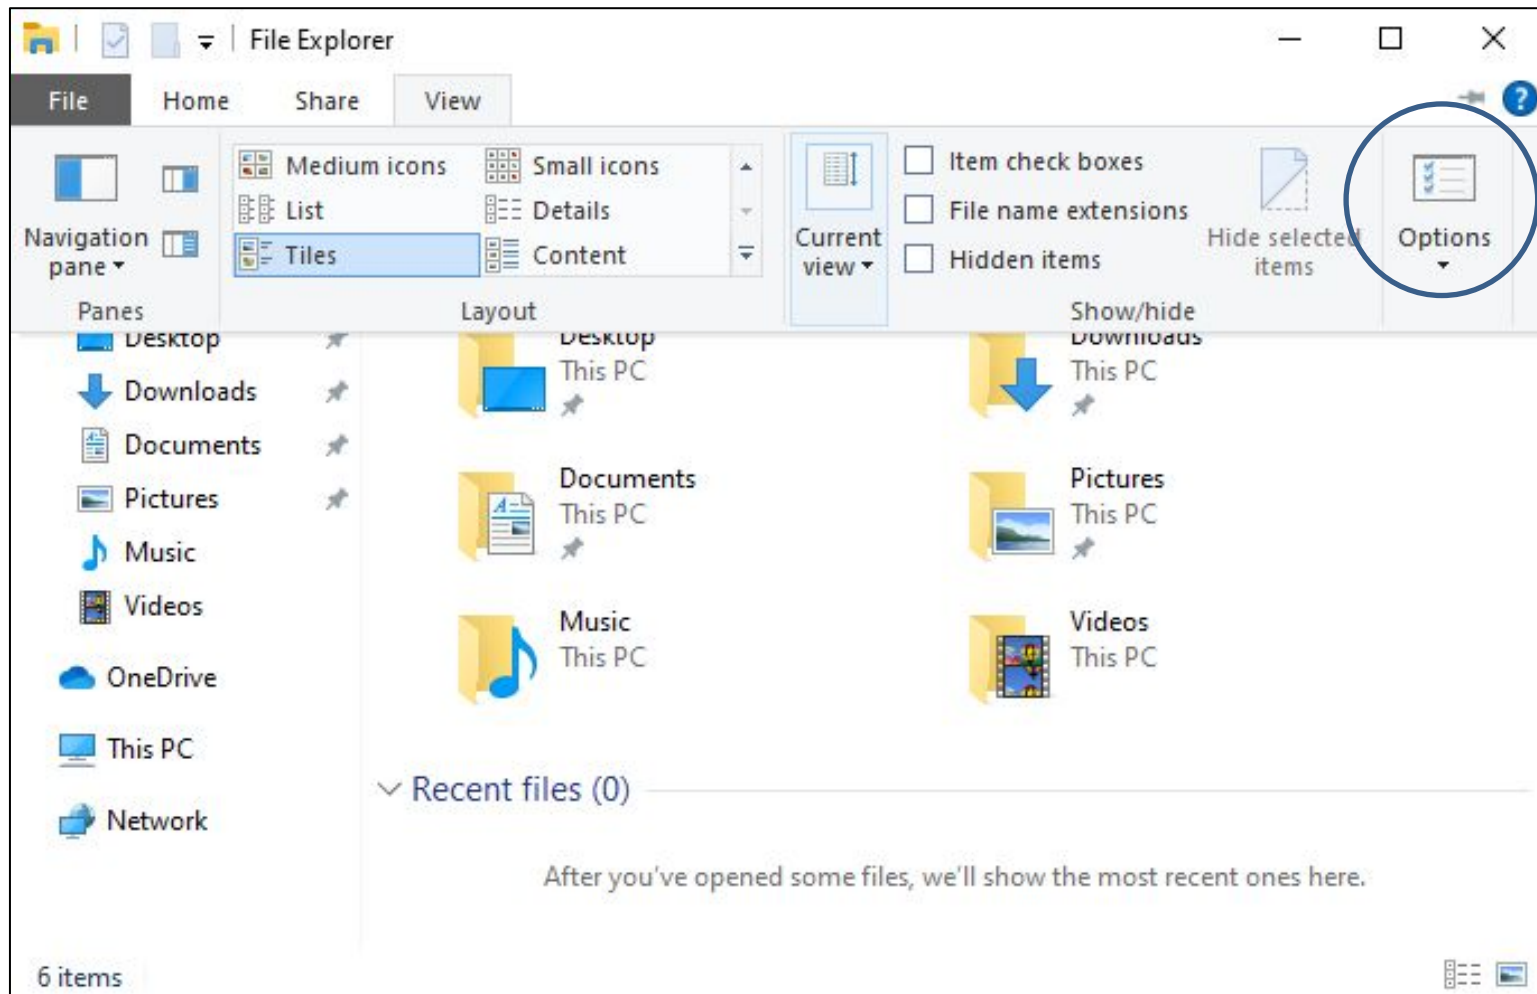 File Explorer
File Home Share View
?
Medium icons
Small icons
List
Details
Tiles
Content
Navigation
pane
Current
view
Item check boxes
File name extensions
Hidden items
Hide selected
items
Options
Panes
Layout
Show/hide
Desktop
Downloads
Documents
Pictures
Music
Videos
OneDrive
This PC
Network
Desktop
This PC
Downloads
This PC
Documents
This PC
Pictures
This PC
Music
This PC
Videos
This PC
Recent files (0)
After you've opened some files, we'll show the most recent ones here.
6 items